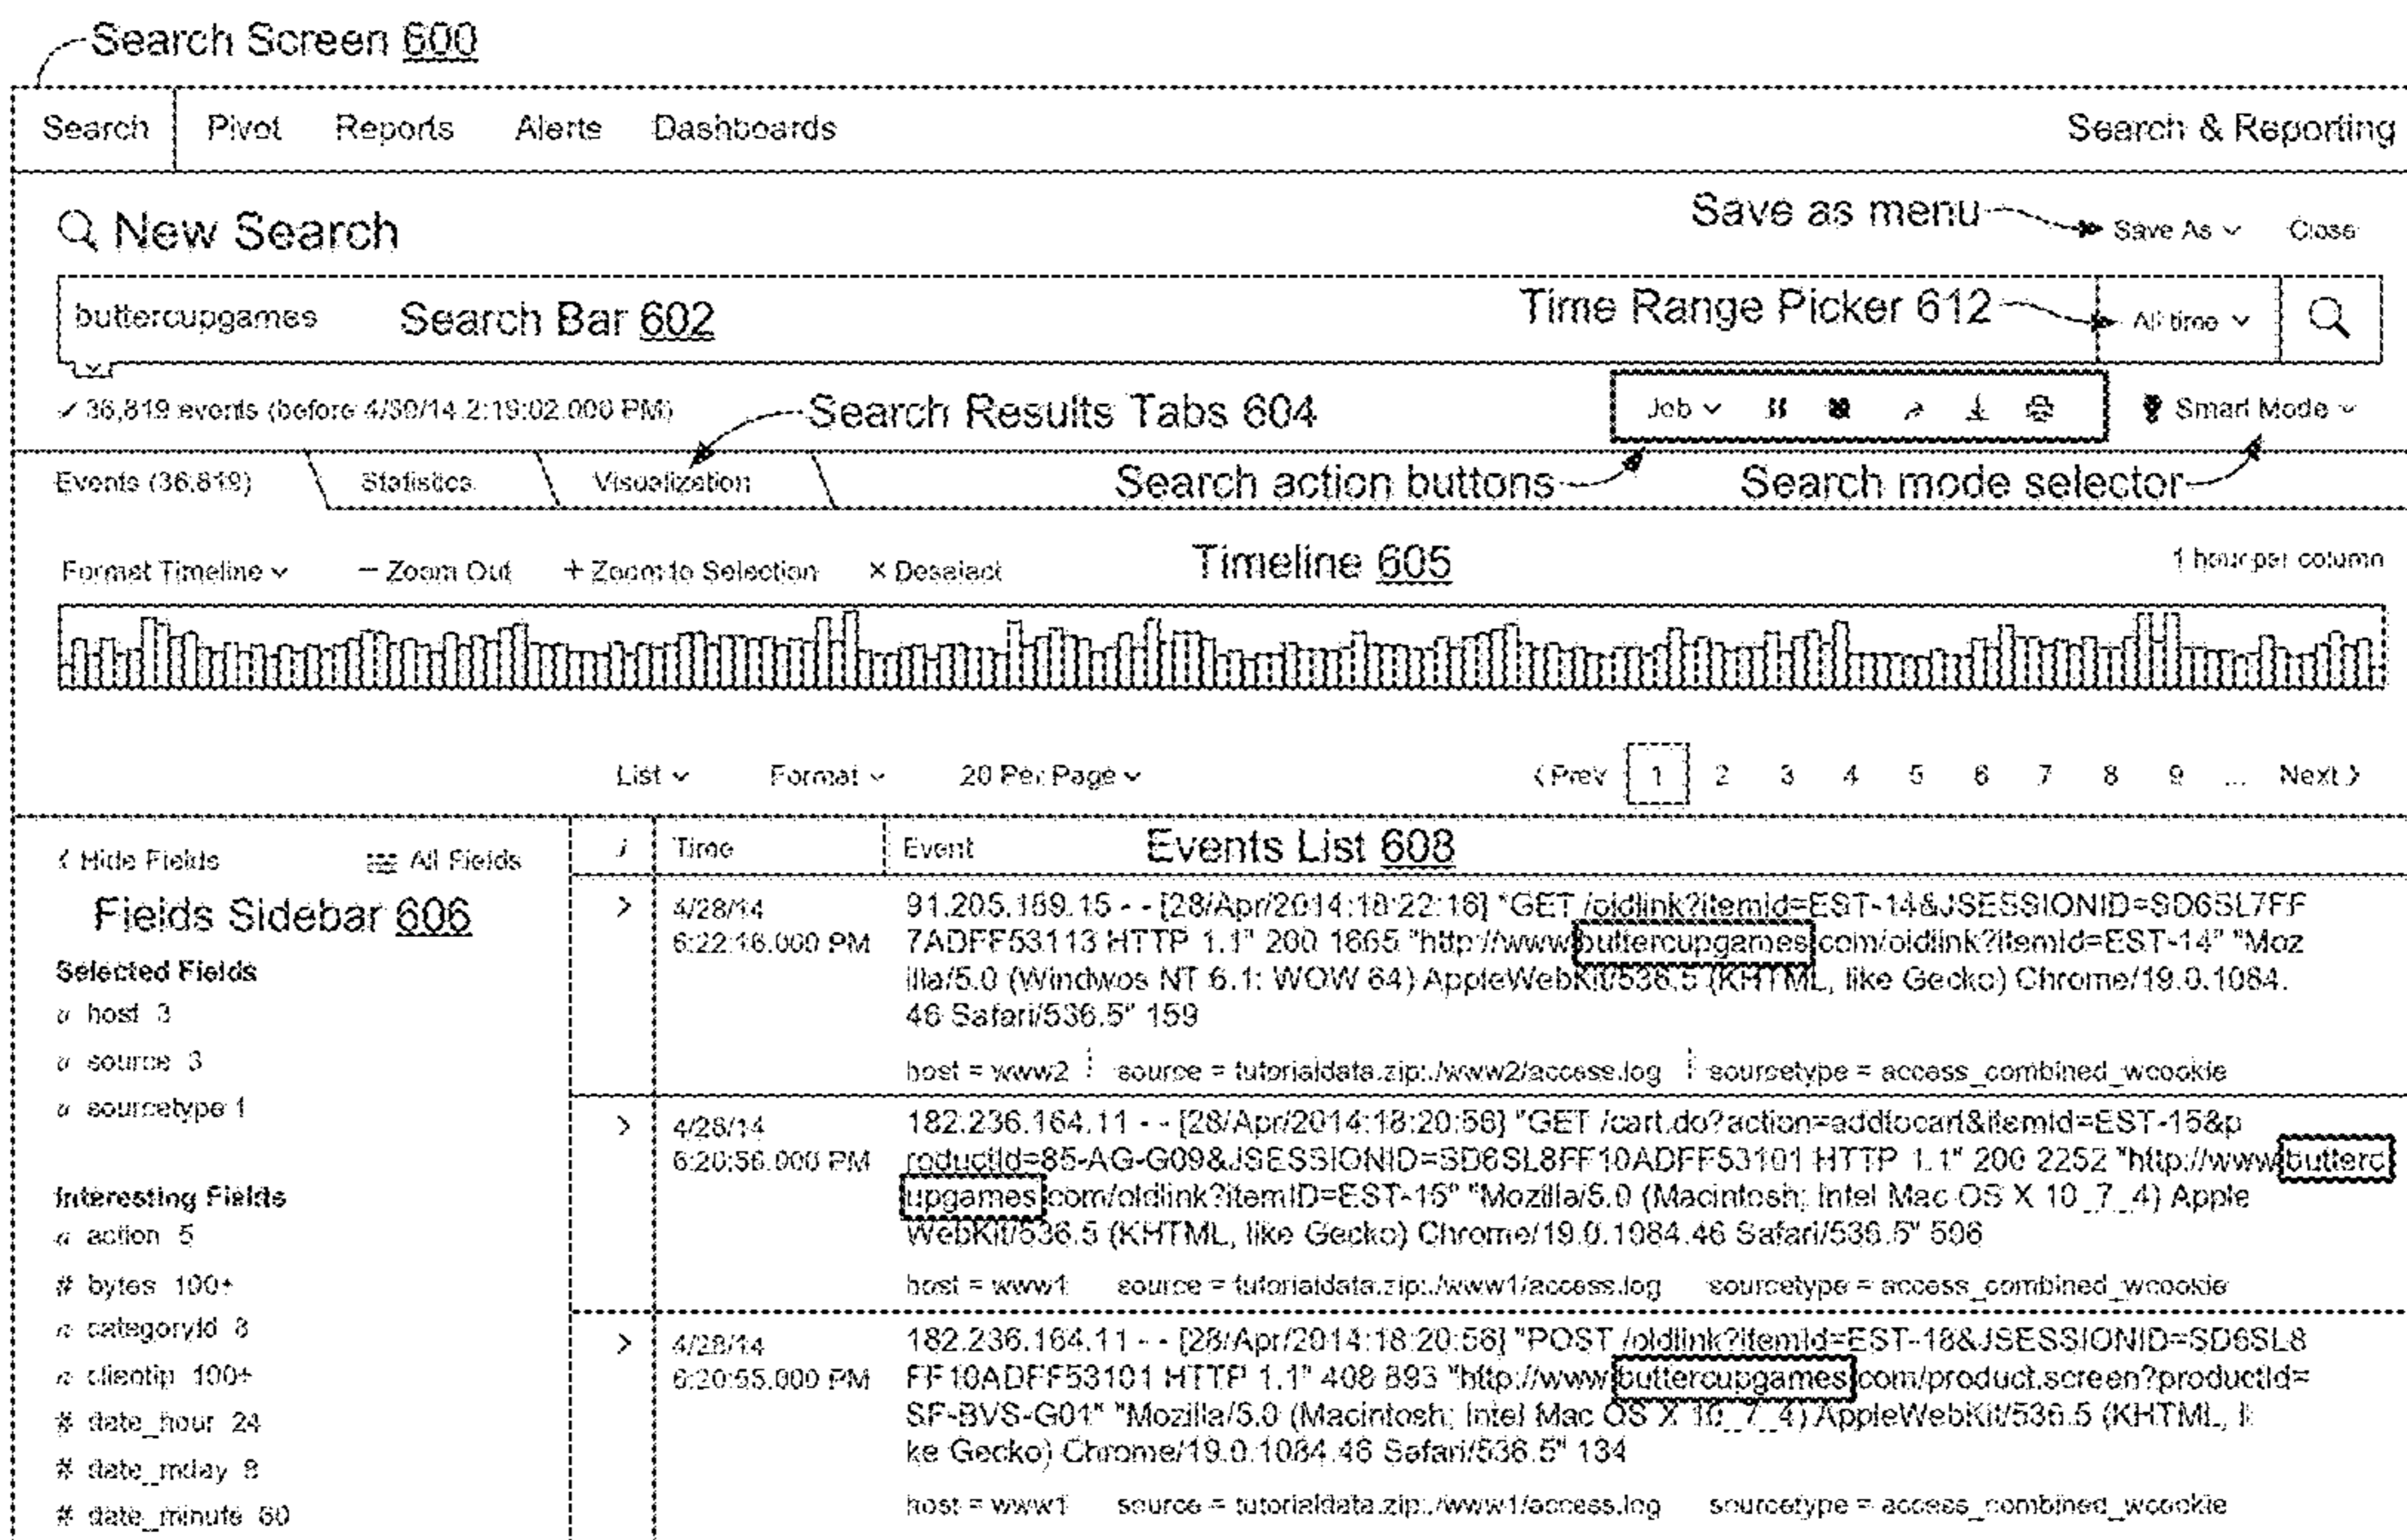 Search Screen 600
Search Pivot Reports Alerts Dashboards Search & Reporting
New Search
Save as menu Save As Close
buttercupgames Search Bar 602 Time Range Picker 612 All time
36,819 events (before 4/30/14 2:19:02.000 PM) Search Results Tabs 604 Job Smart Mode
Events (36,819) Statistics Visualization Search action buttons Search mode selector
Format Timeline – Zoom Out + Zoom to Selection × Deselect Timeline 605 1 hour per column
List Format 20 Per Page < Prev 1 2 3 4 5 6 7 8 9 ... Next >
< Hide Fields All Fields
Fields Sidebar 606
Selected Fields
a host 3
a source 3
a sourcetype 1
Interesting Fields
a action 5
# bytes 100+
a categoryId 8
a clientip 100+
# date_hour 24
# date_mday 8
# date_minute 60
i Time Event Events List 608
> 4/28/14
6:22:16.000 PM
91.205.189.15 - - [28/Apr/2014:18:22:16] "GET /oldlink?itemId=EST-14&JSESSIONID=SD6SL7FF
7ADFF53113 HTTP 1.1" 200 1665 "http://www.buttercupgames.com/oldlink?itemId=EST-14" "Moz
illa/5.0 (Windwos NT 6.1: WOW 64) AppleWebKit/536.5 (KHTML, like Gecko) Chrome/19.0.1084.
46 Safari/536.5" 159
host = www2 source = tutorialdata.zip:./www2/access.log sourcetype = access_combined_wcookie
> 4/28/14
6:20:56.000 PM
182.236.164.11 - - [28/Apr/2014:18:20:56] "GET /cart.do?action=addtocart&itemId=EST-15&p
roductId=85-AG-G09&JSESSIONID=SD6SL8FF10ADFF53101 HTTP 1.1" 200 2252 "http://www.butterc
upgames.com/oldlink?itemID=EST-15" "Mozilla/5.0 (Macintosh; Intel Mac OS X 10_7_4) Apple
WebKit/536.5 (KHTML, like Gecko) Chrome/19.0.1084.46 Safari/536.5" 506
host = www1 source = tutorialdata.zip:./www1/access.log sourcetype = access_combined_wcookie
> 4/28/14
6:20:55.000 PM
182.236.164.11 - - [28/Apr/2014:18:20:56] "POST /oldlink?itemId=EST-18&JSESSIONID=SD6SL8
FF10ADFF53101 HTTP 1.1" 408 893 "http://www.buttercupgames.com/product.screen?productId=
SF-BVS-G01" "Mozilla/5.0 (Macintosh; Intel Mac OS X 10_7_4) AppleWebKit/536.5 (KHTML, li
ke Gecko) Chrome/19.0.1084.46 Safari/536.5" 134
host = www1 source = tutorialdata.zip:./www1/access.log sourcetype = access_combined_wcookie